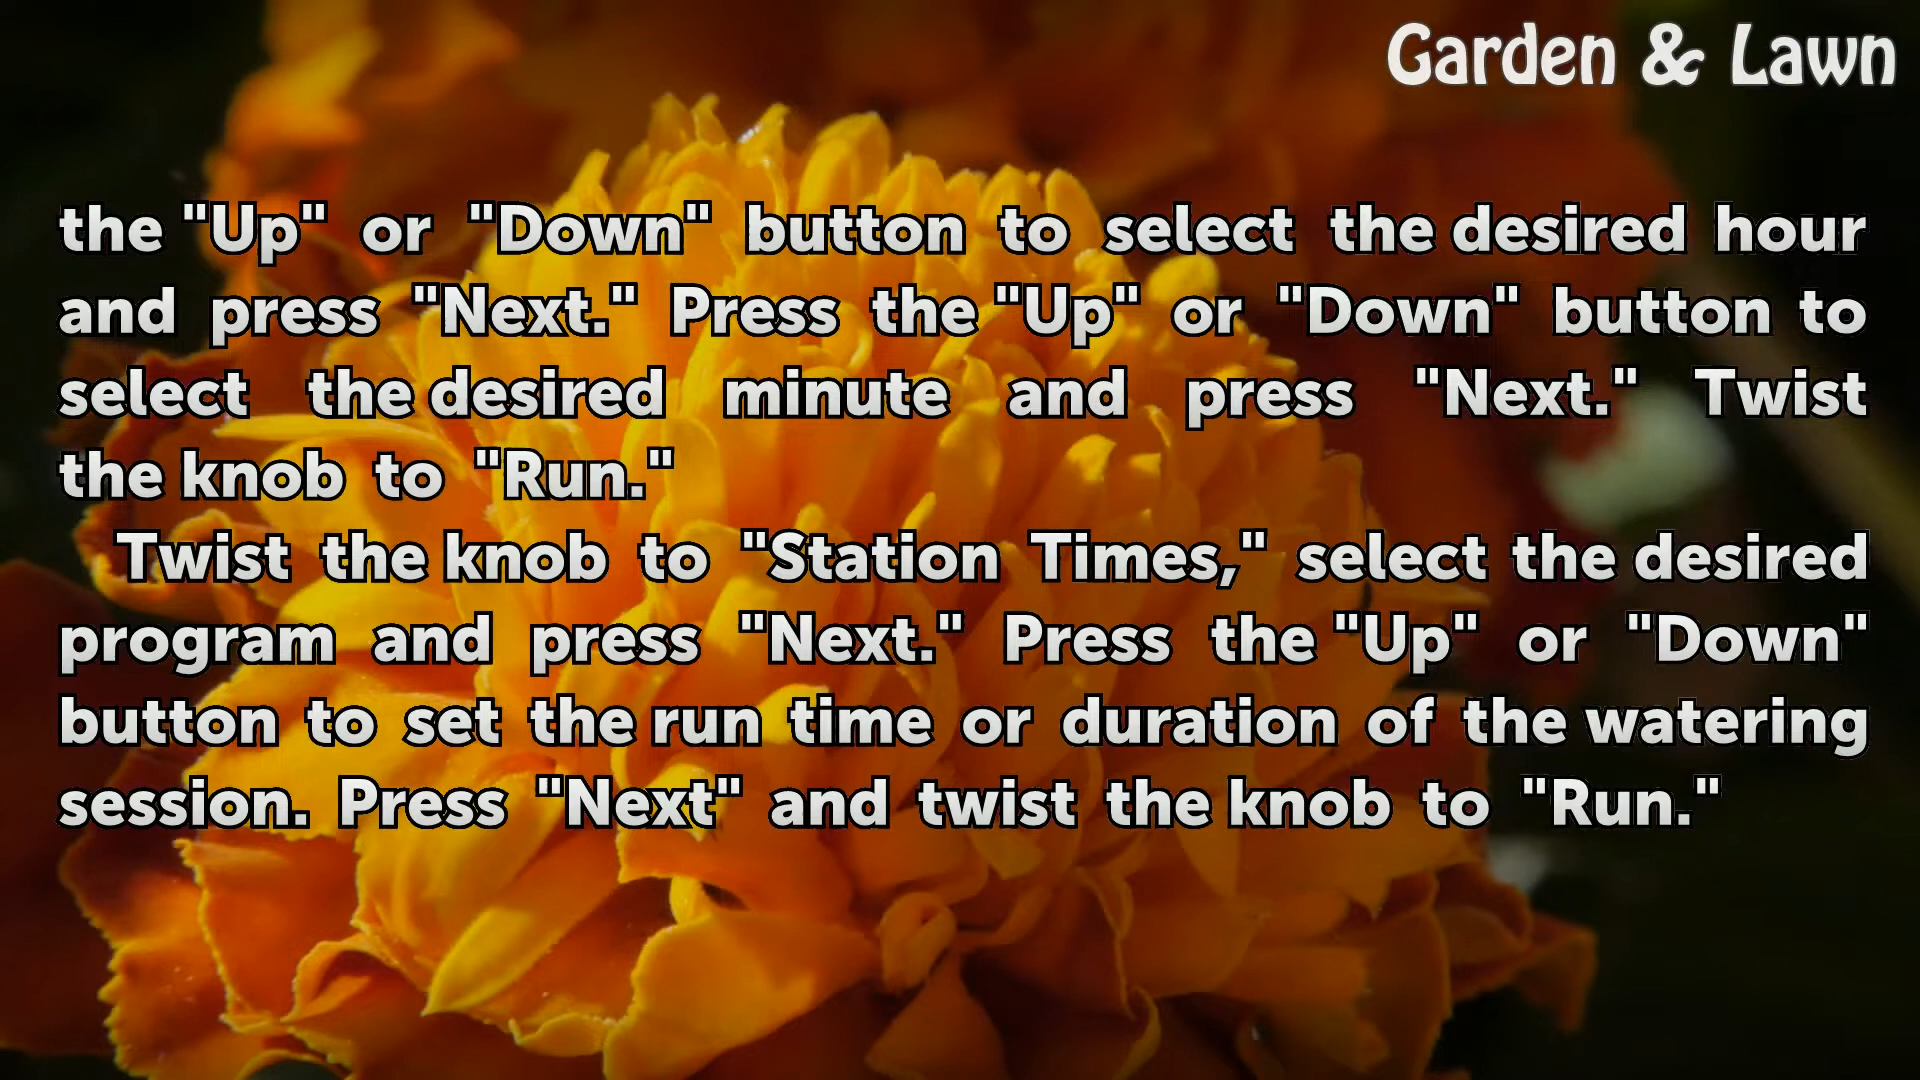 Garden & Lawn
the "Up" or "Down" button to select the desired hour
and press "Next." Press the "Up" or "Down" button to
select the desired minute and press "Next." Twist
the knob to "Run."
Twist the knob to "Station Times," select the desired
program and press "Next." Press the "Up" or "Down"
button to set the run time or duration of the watering
session. Press "Next" and twist the knob to "Run."